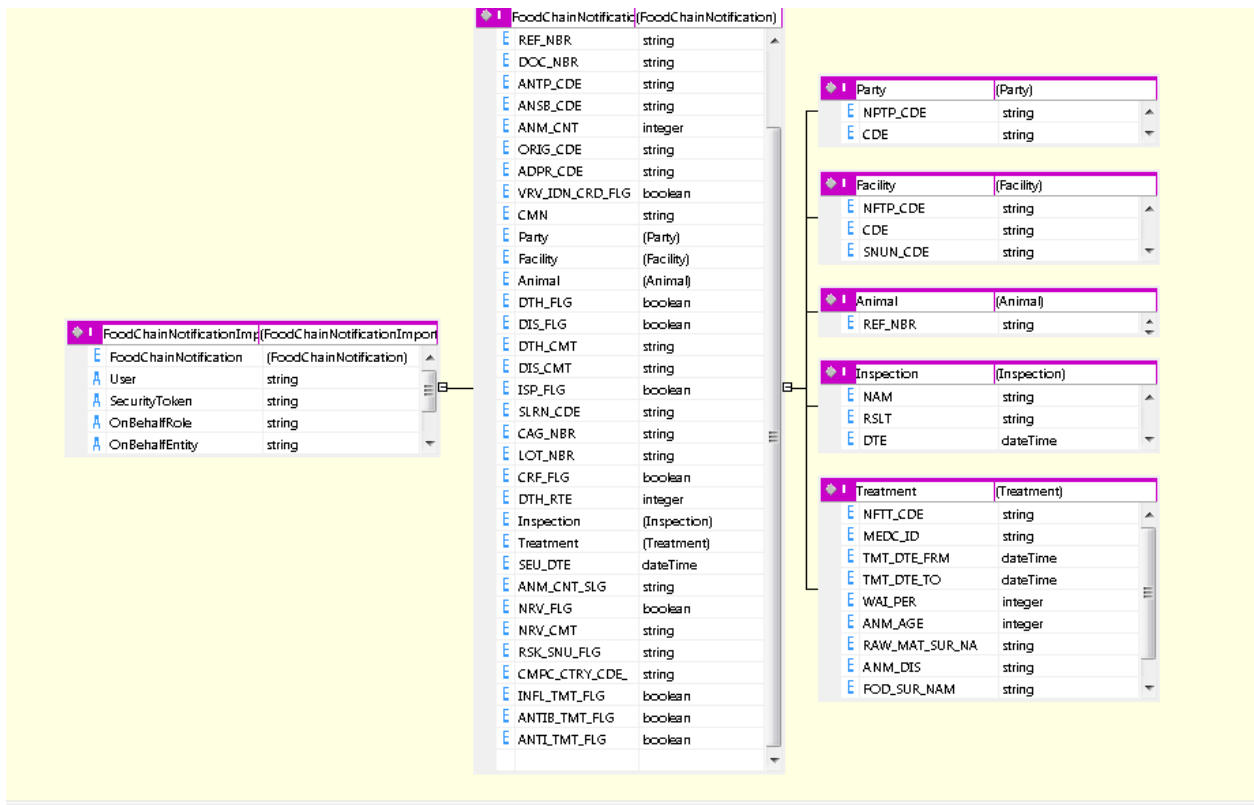 FoodChainNotificatic (FoodChainNotification)
E REF_NBR string
E DOC_NBR string
E ANTP_CDE string
E ANSB_CDE string
E ANM_CNT integer
E ORIG_CDE string
E ADPR_CDE string
E VRV_IDN_CRD_FLG boolean
E CMN string
E Party (Party)
E Facility (Facility)
E Animal (Animal)
E DTH_FLG boolean
E DIS_FLG boolean
E DTH_CMT string
E DIS_CMT string
E ISP_FLG boolean
E SLRN_CDE string
E CAG_NBR string
E LOT_NBR string
E CRF_FLG boolean
E DTH_RTE integer
E Inspection (Inspection)
E Treatment (Treatment)
E SEU_DTE dateTime
E ANM_CNT_SLG string
E NRV_FLG boolean
E NRV_CMT string
E RSK_SNU_FLG string
E CMPC_CTRY_CDE_ string
E INFL_TMT_FLG boolean
E ANTIB_TMT_FLG boolean
E ANTI_TMT_FLG boolean
FoodChainNotificationImp (FoodChainNotificationImport
E FoodChainNotification (FoodChainNotification)
A User string
A SecurityToken string
A OnBehalfRole string
A OnBehalfEntity string
Party (Party)
E NPTP_CDE string
E CDE string
Facility (Facility)
E NFTP_CDE string
E CDE string
E SNUN_CDE string
Animal (Animal)
E REF_NBR string
Inspection (Inspection)
E NAM string
E RSLT string
E DTE dateTime
Treatment (Treatment)
E NFTT_CDE string
E MEDC_ID string
E TMT_DTE_FRM dateTime
E TMT_DTE_TO dateTime
E WAI_PER integer
E ANM_AGE integer
E RAW_MAT_SUR_NA string
E ANM_DIS string
E FOD_SUR_NAM string